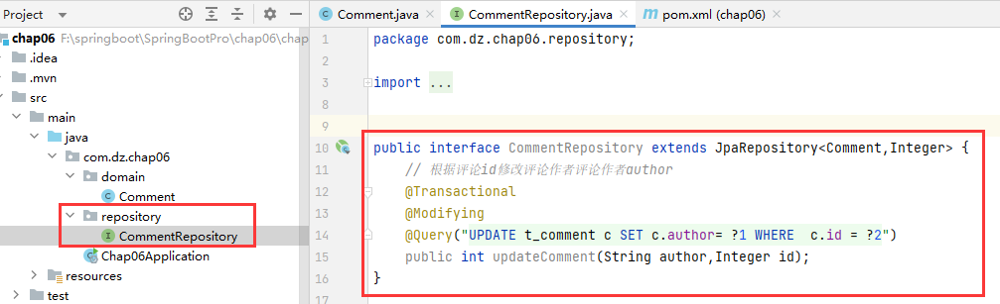 Project
Comment.java
CommentRepository.java
pom.xml (chap06)
chap06 F:\springboot\SpringBootPro\chap06\chap
.idea
.mvn
src
main
java
com.dz.chap06
domain
Comment
repository
CommentRepository
Chap06Application
resources
test
1 package com.dz.chap06.repository;
2
3 import ...
8
9
10 public interface CommentRepository extends JpaRepository<Comment,Integer> {
11 // 根据评论id修改评论作者评论作者author
12 @Transactional
13 @Modifying
14 @Query("UPDATE t_comment c SET c.author= ?1 WHERE  c.id = ?2")
15 public int updateComment(String author,Integer id);
16 }
17